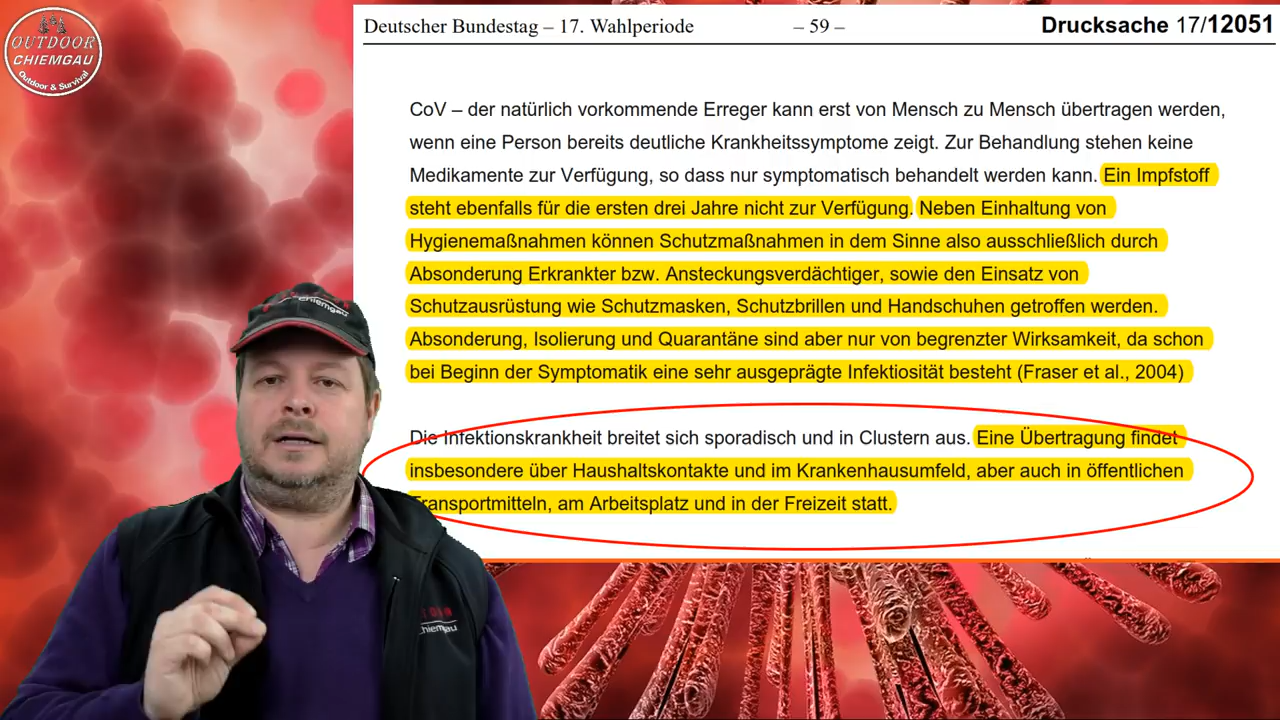 OUTDOOR
CHIEMGAU
Outdoor & Survival
Deutscher Bundestag – 17. Wahlperiode – 59 – Drucksache 17/12051
CoV – der natürlich vorkommende Erreger kann erst von Mensch zu Mensch übertragen werden,
wenn eine Person bereits deutliche Krankheitssymptome zeigt. Zur Behandlung stehen keine
Medikamente zur Verfügung, so dass nur symptomatisch behandelt werden kann. Ein Impfstoff
steht ebenfalls für die ersten drei Jahre nicht zur Verfügung. Neben Einhaltung von
Hygienemaßnahmen können Schutzmaßnahmen in dem Sinne also ausschließlich durch
Absonderung Erkrankter bzw. Ansteckungsverdächtiger, sowie den Einsatz von
Schutzausrüstung wie Schutzmasken, Schutzbrillen und Handschuhen getroffen werden.
Absonderung, Isolierung und Quarantäne sind aber nur von begrenzter Wirksamkeit, da schon
bei Beginn der Symptomatik eine sehr ausgeprägte Infektiosität besteht (Fraser et al., 2004)
Die Infektionskrankheit breitet sich sporadisch und in Clustern aus. Eine Übertragung findet
insbesondere über Haushaltskontakte und im Krankenhausumfeld, aber auch in öffentlichen
Transportmitteln, am Arbeitsplatz und in der Freizeit statt.
chiemgau
chiemgau